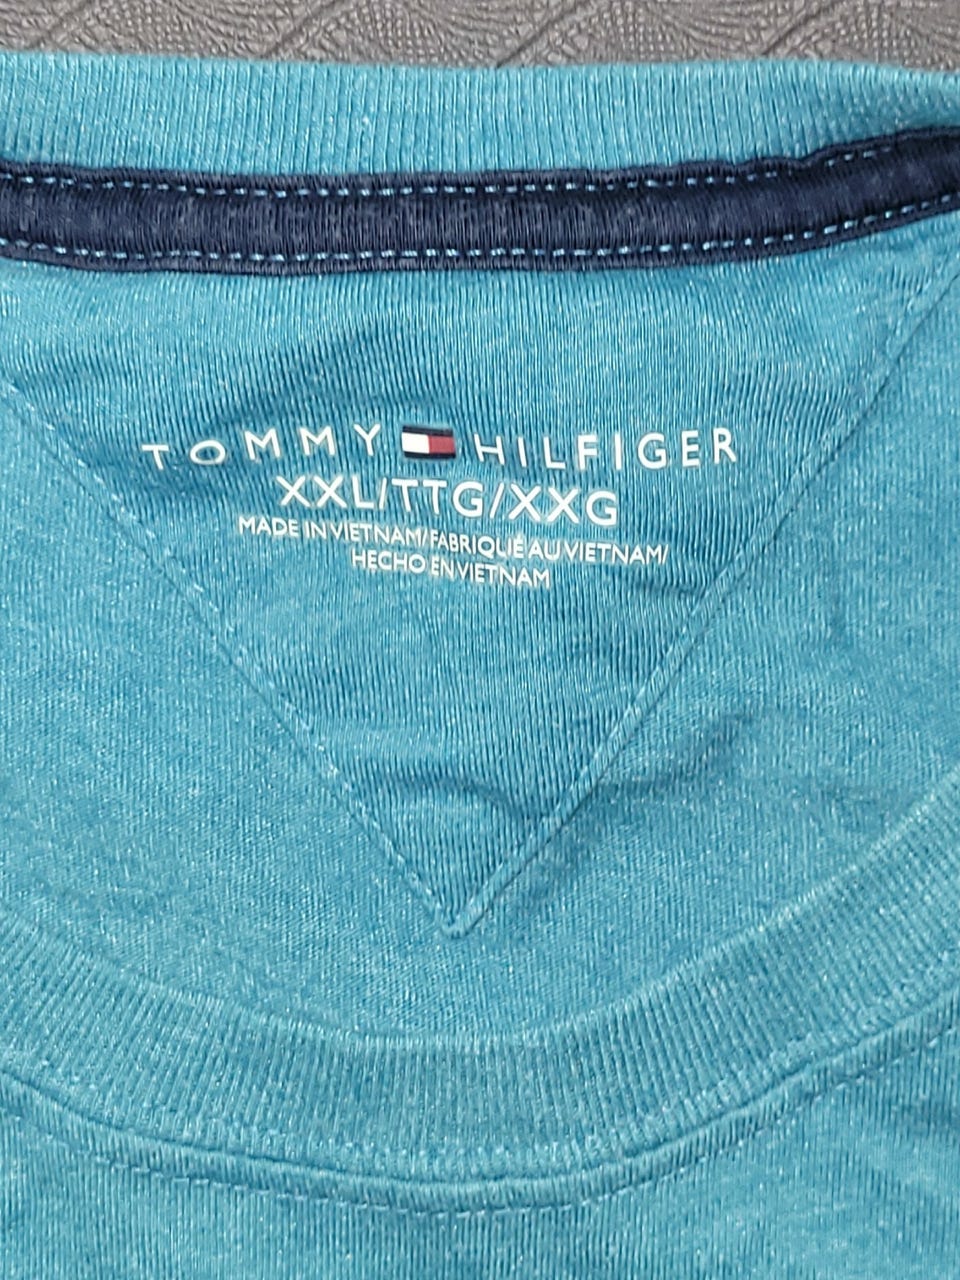 TOMMY HILFIGER
XXL/TTG/XXG
MADE IN VIETNAM/FABRIQUÉ AU VIETNAM/
HECHO EN VIETNAM